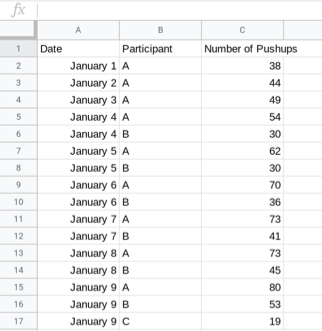 fx
A B C
1 Date Participant Number of Pushups
2 January 1 A 38
3 January 2 A 44
4 January 3 A 49
5 January 4 A 54
6 January 4 B 30
7 January 5 A 62
8 January 5 B 30
9 January 6 A 70
10 January 6 B 36
11 January 7 A 73
12 January 7 B 41
13 January 8 A 73
14 January 8 B 45
15 January 9 A 80
16 January 9 B 53
17 January 9 C 19